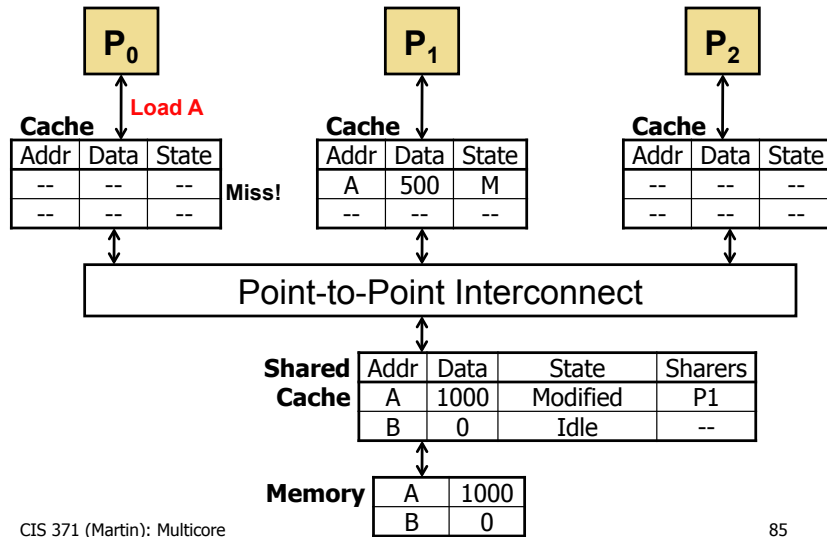 P0 P1 P2
Load A
Cache Cache Cache
Addr Data State Addr Data State Addr Data State
-- -- -- Miss! A 500 M -- -- --
-- -- -- -- -- -- -- -- --
Point-to-Point Interconnect
Shared Addr Data State Sharers
Cache A 1000 Modified P1
B 0 Idle --
Memory A 1000
B 0
CIS 371 (Martin): Multicore 85